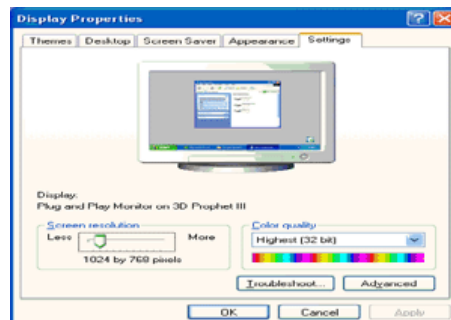 Display Properties
Themes Desktop Screen Saver Appearance Settings
Display:
Plug and Play Monitor on 3D Prophet III
Screen resolution
Less More
1024 by 768 pixels
Color quality
Highest (32 bit)
Troubleshoot... Advanced
OK Cancel Apply